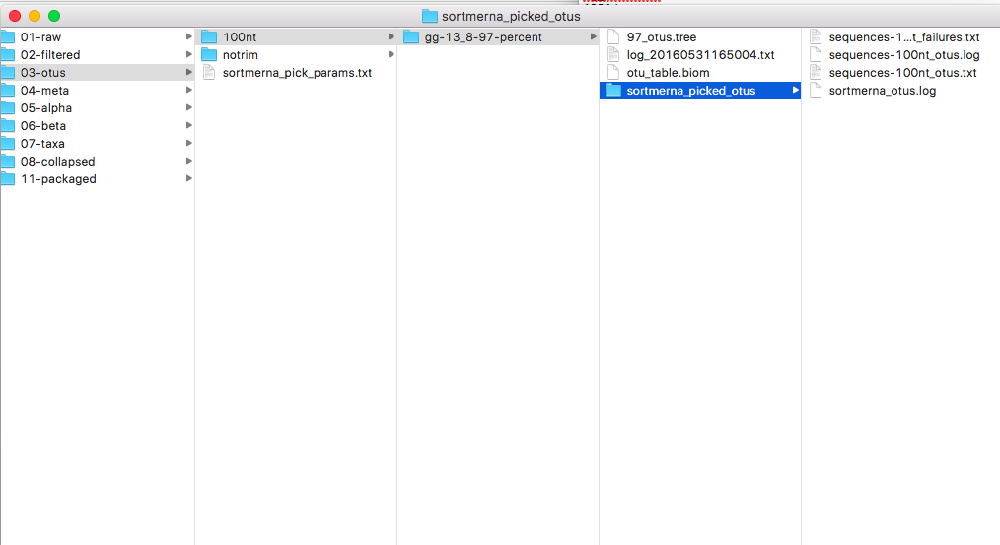 sortmerna_picked_otus
01-raw
02-filtered
03-otus
04-meta
05-alpha
06-beta
07-taxa
08-collapsed
11-packaged
100nt
notrim
sortmerna_pick_params.txt
gg-13_8-97-percent
97_otus.tree
log_20160531165004.txt
otu_table.biom
sortmerna_picked_otus
sequences-1...t_failures.txt
sequences-100nt_otus.log
sequences-100nt_otus.txt
sortmerna_otus.log